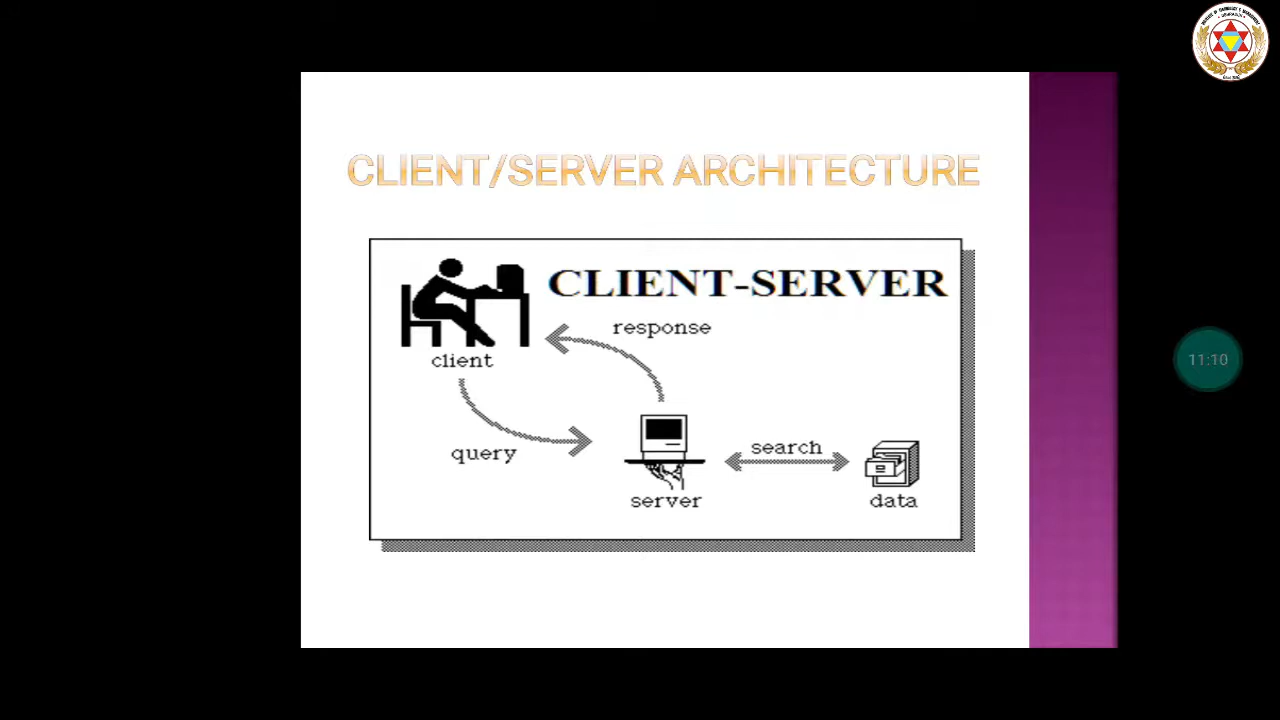 CLIENT/SERVER ARCHITECTURE
CLIENT-SERVER
response
client
query
search
server
data
11:10